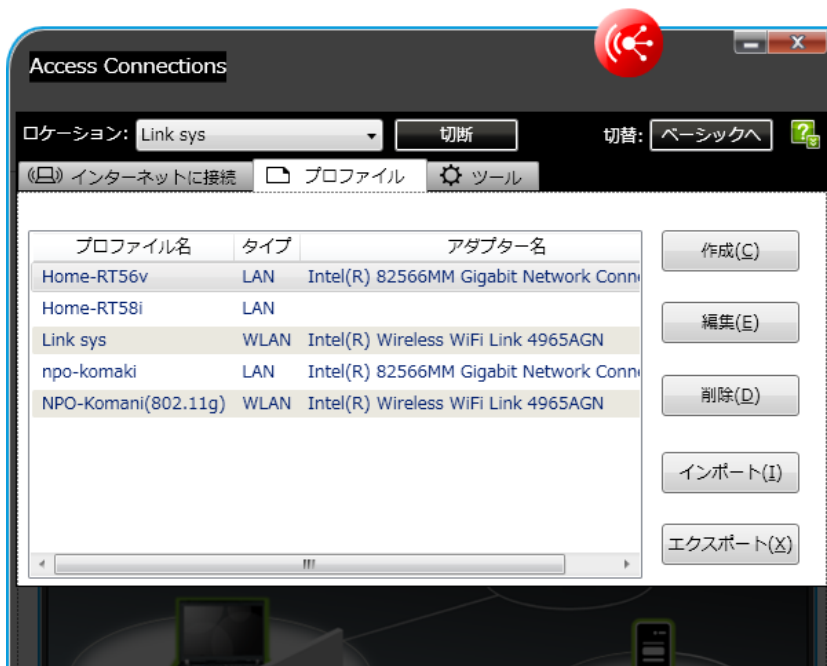 Access Connections
ロケーション: Link sys 切断 切替: ベーシックへ
インターネットに接続 プロファイル ツール
プロファイル名 タイプ アダプター名
Home-RT56v LAN Intel(R) 82566MM Gigabit Network Conn
Home-RT58i LAN
Link sys WLAN Intel(R) Wireless WiFi Link 4965AGN
npo-komaki LAN Intel(R) 82566MM Gigabit Network Conn
NPO-Komani(802.11g) WLAN Intel(R) Wireless WiFi Link 4965AGN
作成(C)
編集(E)
削除(D)
インポート(I)
エクスポート(X)